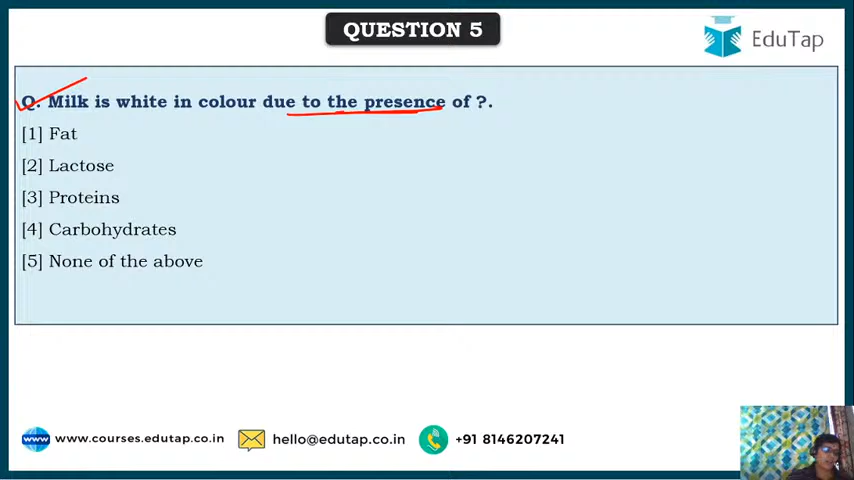 QUESTION 5
EduTap
Q. Milk is white in colour due to the presence of ?.
[1] Fat
[2] Lactose
[3] Proteins
[4] Carbohydrates
[5] None of the above
www www.courses.edutap.co.in hello@edutap.co.in +91 8146207241